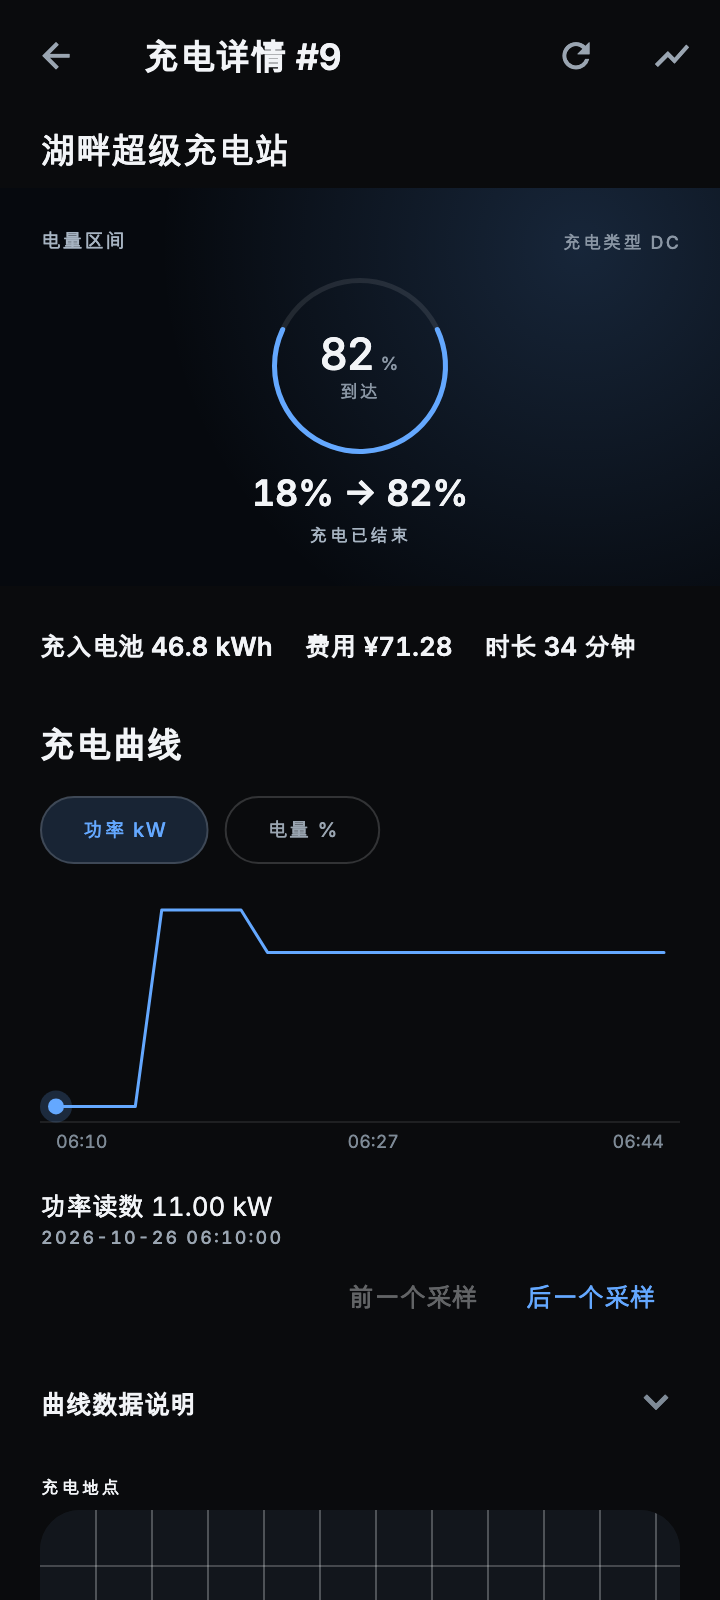 充电详情 #9
湖畔超级充电站
电量区间
充电类型 DC
82 %
到达
18% → 82%
充电已结束
充入电池 46.8 kWh 费用 ¥71.28 时长 34 分钟
充电曲线
功率 kW
电量 %
06:10 06:27 06:44
功率读数 11.00 kW
2026-10-26 06:10:00
前一个采样 后一个采样
曲线数据说明
充电地点